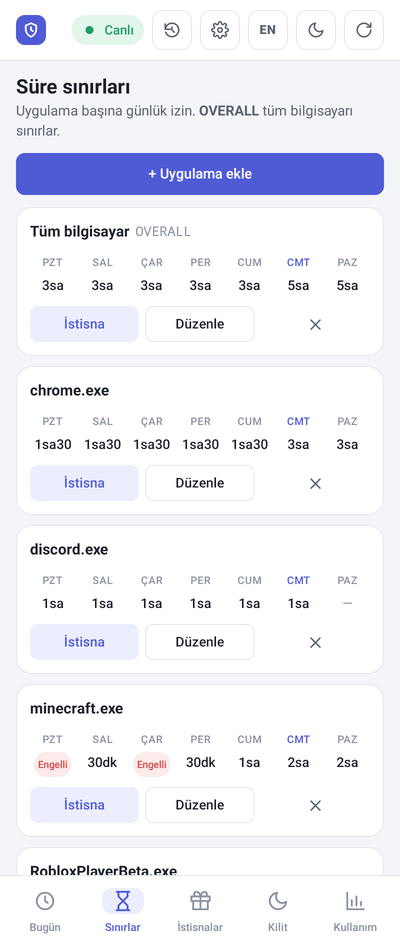 Canlı
EN
Süre sınırları
Uygulama başına günlük izin. OVERALL tüm bilgisayarı
sınırlar.
+ Uygulama ekle
Tüm bilgisayar OVERALL
PZT SAL ÇAR PER CUM CMT PAZ
3sa 3sa 3sa 3sa 3sa 5sa 5sa
İstisna Düzenle
chrome.exe
PZT SAL ÇAR PER CUM CMT PAZ
1sa30 1sa30 1sa30 1sa30 1sa30 3sa 3sa
İstisna Düzenle
discord.exe
PZT SAL ÇAR PER CUM CMT PAZ
1sa 1sa 1sa 1sa 1sa 1sa —
İstisna Düzenle
minecraft.exe
PZT SAL ÇAR PER CUM CMT PAZ
Engelli 30dk Engelli 30dk 1sa 2sa 2sa
İstisna Düzenle
RobloxPlayerBeta.exe
Bugün Sınırlar İstisnalar Kilit Kullanım